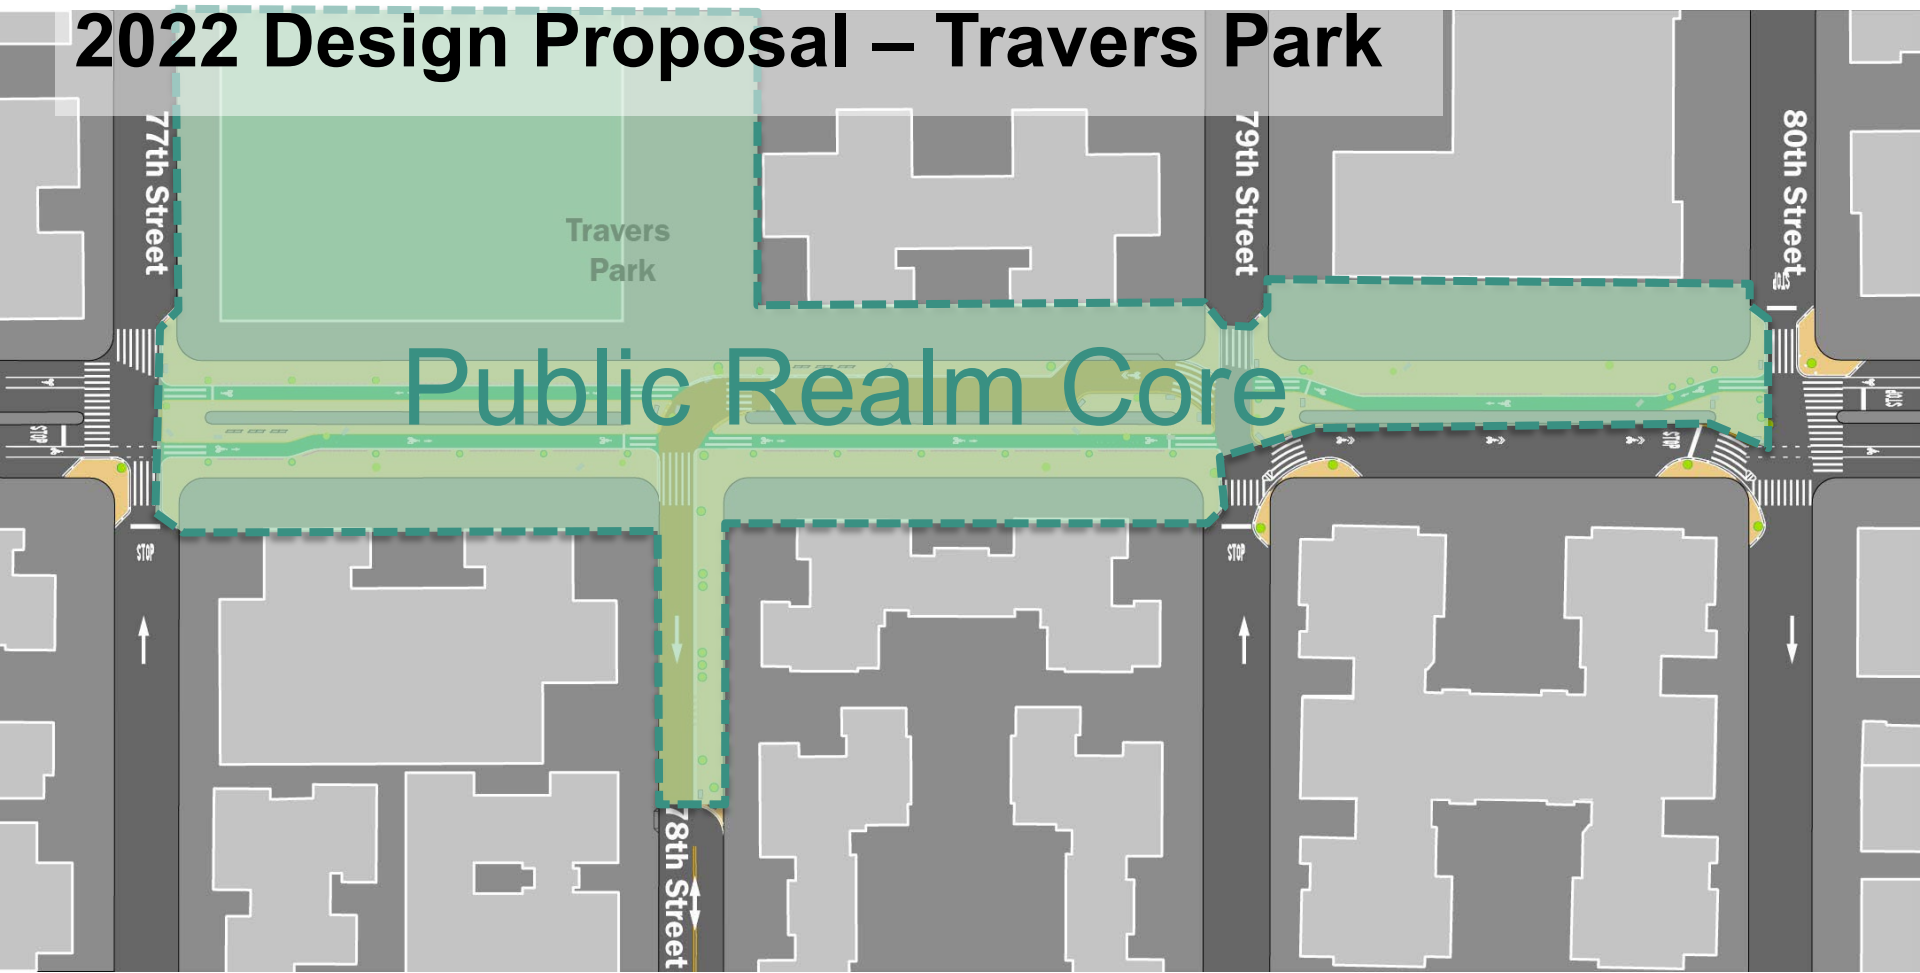 2022 Design Proposal – Travers Park
77th Street
79th Street
80th Street
Travers
Park
STOP
Public Realm Core
STOP
STOP
STOP
STOP
STOP
78th Street